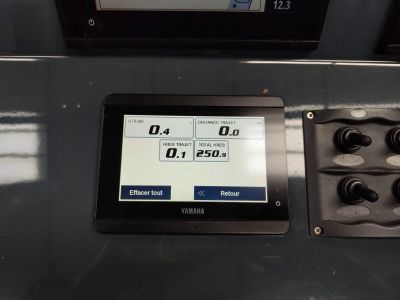 12.3
UTILISÉ DISTANCE TRAJET
0.4 0.0
HRES TRAJET TOTAL HRES
0.1 250.9
Effacer tout Retour
YAMAHA